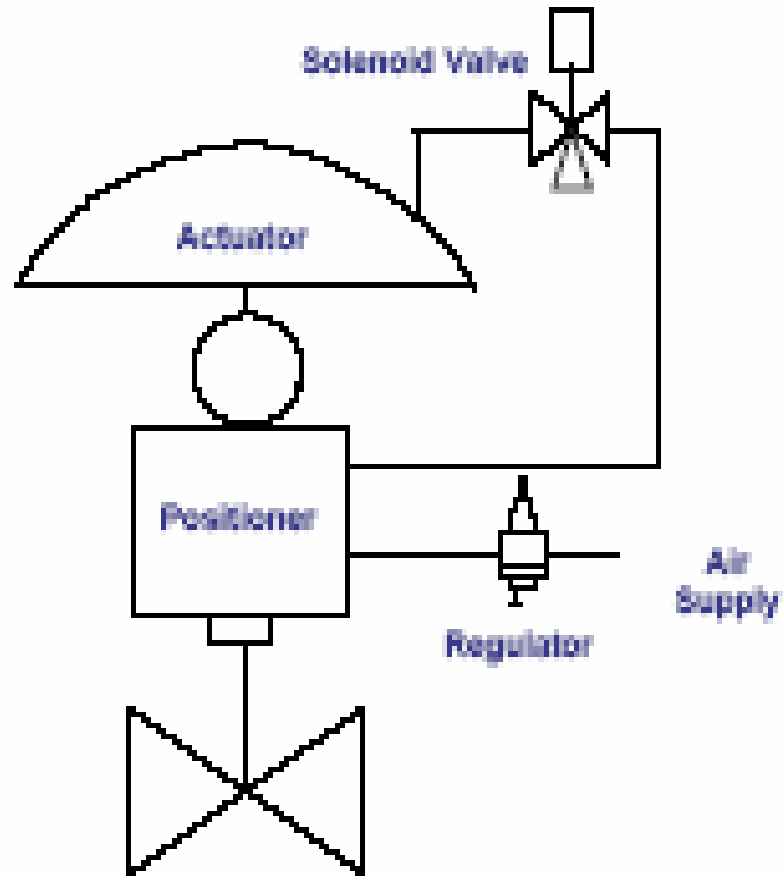 Solenoid Valve
Actuator
Positioner
Air
Supply
Regulator